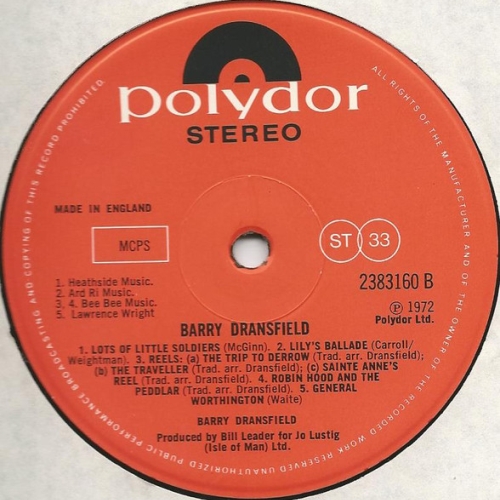 polydor
STEREO
MADE IN ENGLAND
MCPS
ST 33
1. Heathside Music.
2. Ard Ri Music.
3. 4. Bee Bee Music.
5. Lawrence Wright
2383160 B
℗ 1972
Polydor Ltd.
BARRY DRANSFIELD
1. LOTS OF LITTLE SOLDIERS (McGinn). 2. LILY'S BALLADE (Carroll/
Weightman). 3. REELS: (a) THE TRIP TO DERROW (Trad. arr. Dransfield);
(b) THE TRAVELLER (Trad. arr. Dransfield); (c) SAINTE ANNE'S
REEL (Trad. arr. Dransfield). 4. ROBIN HOOD AND THE
PEDDLAR (Trad. arr. Dransfield). 5. GENERAL
WORTHINGTON (Waite)
BARRY DRANSFIELD
Produced by Bill Leader for Jo Lustig
(Isle of Man) Ltd.
ALL RIGHTS OF THE MANUFACTURER AND OF THE OWNER OF THE RECORDED WORK RESERVED UNAUTHORIZED PUBLIC PERFORMANCE BROADCASTING AND COPYING OF THIS RECORD PROHIBITED